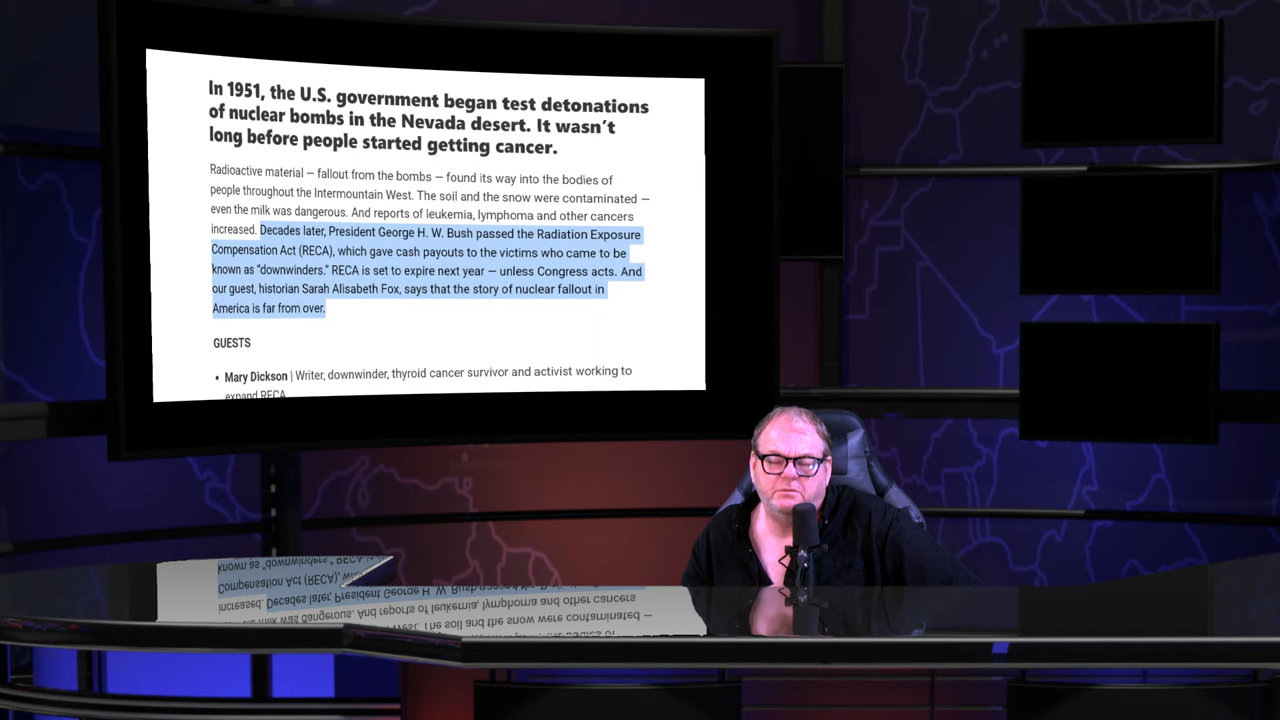 In 1951, the U.S. government began test detonations
of nuclear bombs in the Nevada desert. It wasn't
long before people started getting cancer.
Radioactive material — fallout from the bombs — found its way into the bodies of
people throughout the Intermountain West. The soil and the snow were contaminated —
even the milk was dangerous. And reports of leukemia, lymphoma and other cancers
increased. Decades later, President George H. W. Bush passed the Radiation Exposure
Compensation Act (RECA), which gave cash payouts to the victims who came to be
known as “downwinders.” RECA is set to expire next year — unless Congress acts. And
our guest, historian Sarah Alisabeth Fox, says that the story of nuclear fallout in
America is far from over.
GUESTS
• Mary Dickson | Writer, downwinder, thyroid cancer survivor and activist working to
expand RECA